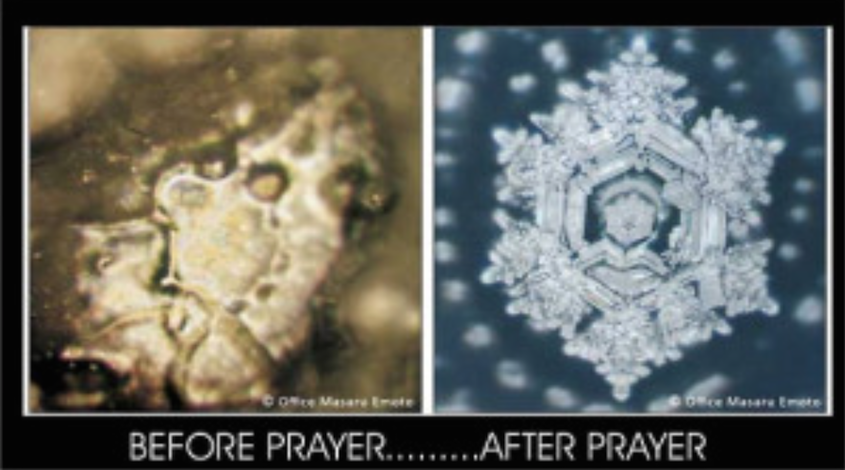 © Office Masaru Emoto
© Office Masaru Emoto
BEFORE PRAYER.........AFTER PRAYER